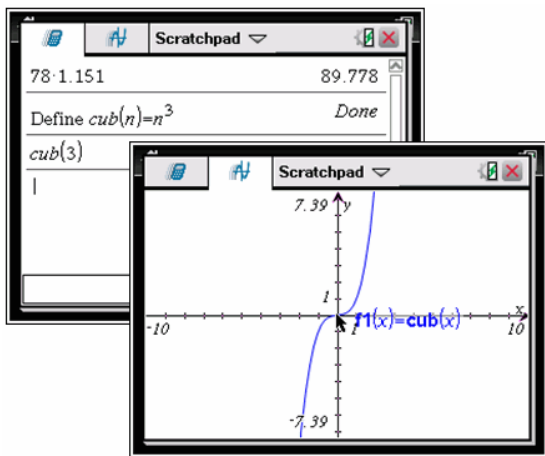 Scratchpad
78·1.151 89.778
Define cub(n)=n³ Done
cub(3)
Scratchpad
7.39 y
1
x
-10 1 f1(x)=cub(x) 10
-7.39